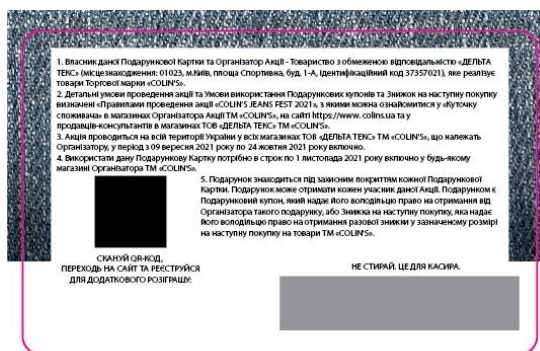 1. Власник даної Подарункової Картки та Організатор Акції - Товариство з обмеженою відповідальністю «ДЕЛЬТА
ТЕКС» (місцезнаходження: 01023, м.Київ, площа Спортивна, буд. 1-А, ідентифікаційний код 37357021), яке реалізує
товари Торгової марки «COLIN'S».
2. Детальні умови проведення акції та Умови використання Подарункових купонів та Знижок на наступну покупку
визначені «Правилами проведення акції «COLIN'S JEANS FEST 2021», з якими можна ознайомитися у «Куточку
споживача» в магазинах Організатора Акції ТМ «COLIN'S», на сайті https://www. colins.ua та у
продавців-консультантів в магазинах ТОВ «ДЕЛЬТА ТЕКС» ТМ «COLIN'S».
3. Акція проводиться на всій території України у всіх магазинах ТОВ «ДЕЛЬТА ТЕКС» ТМ «COLIN'S», що належать
Організатору, у період з 09 вересня 2021 року по 24 жовтня 2021 року включно.
4. Використати дану Подарункову Картку потрібно в строк по 1 листопада 2021 року включно у будь-якому
магазині Організатора ТМ «COLIN'S».
5. Подарунок знаходиться під захисним покриттям кожної Подарункової
Картки. Подарунок може отримати кожен учасник даної Акції. Подарунком є
Подарунковий купон, який надає його володільцю право на отримання від
Організатора такого подарунку, або Знижка на наступну покупку, яка надає
його володільцю право на отримання разової знижки у зазначеному розмірі
на наступну покупку на товари ТМ «COLIN'S».
СКАНУЙ QR-КОД,
ПЕРЕХОДЬ НА САЙТ ТА РЕЄСТРУЙСЯ
ДЛЯ ДОДАТКОВОГО РОЗІГРАШУ:
НЕ СТИРАЙ. ЦЕ ДЛЯ КАСИРА.